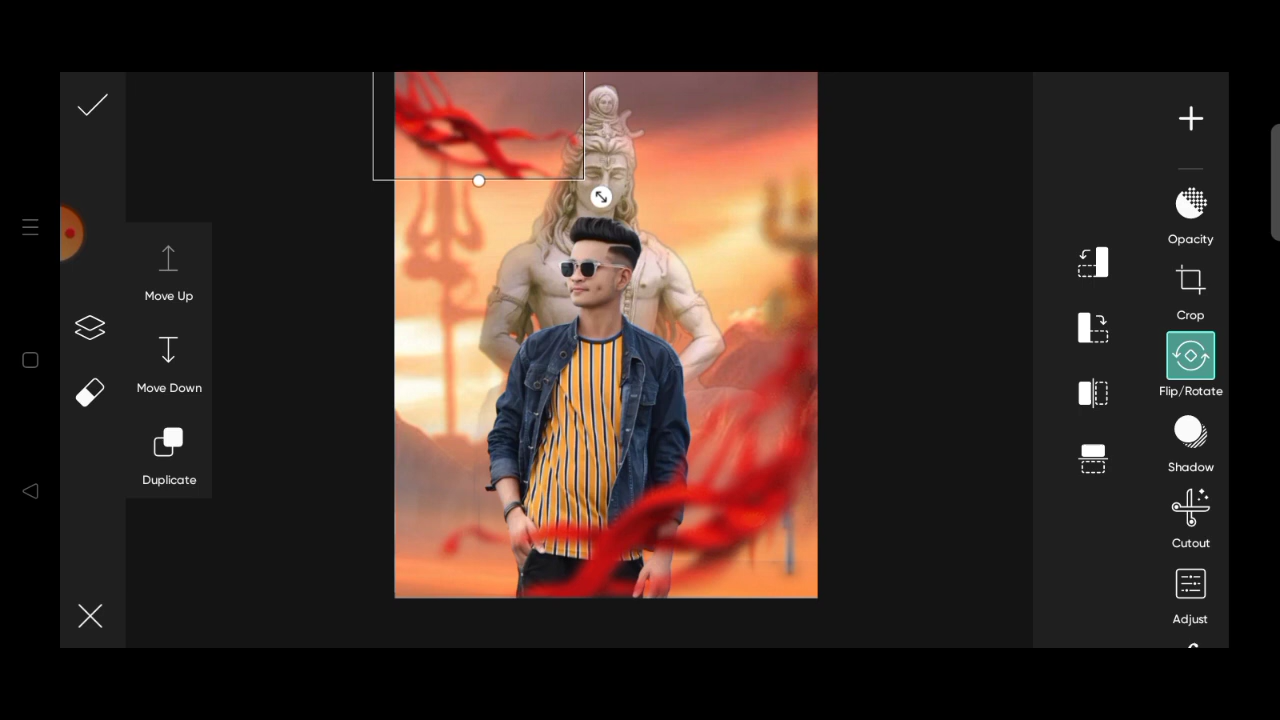 Move Up
Move Down
Duplicate
Opacity
Crop
Flip/Rotate
Shadow
Cutout
Adjust